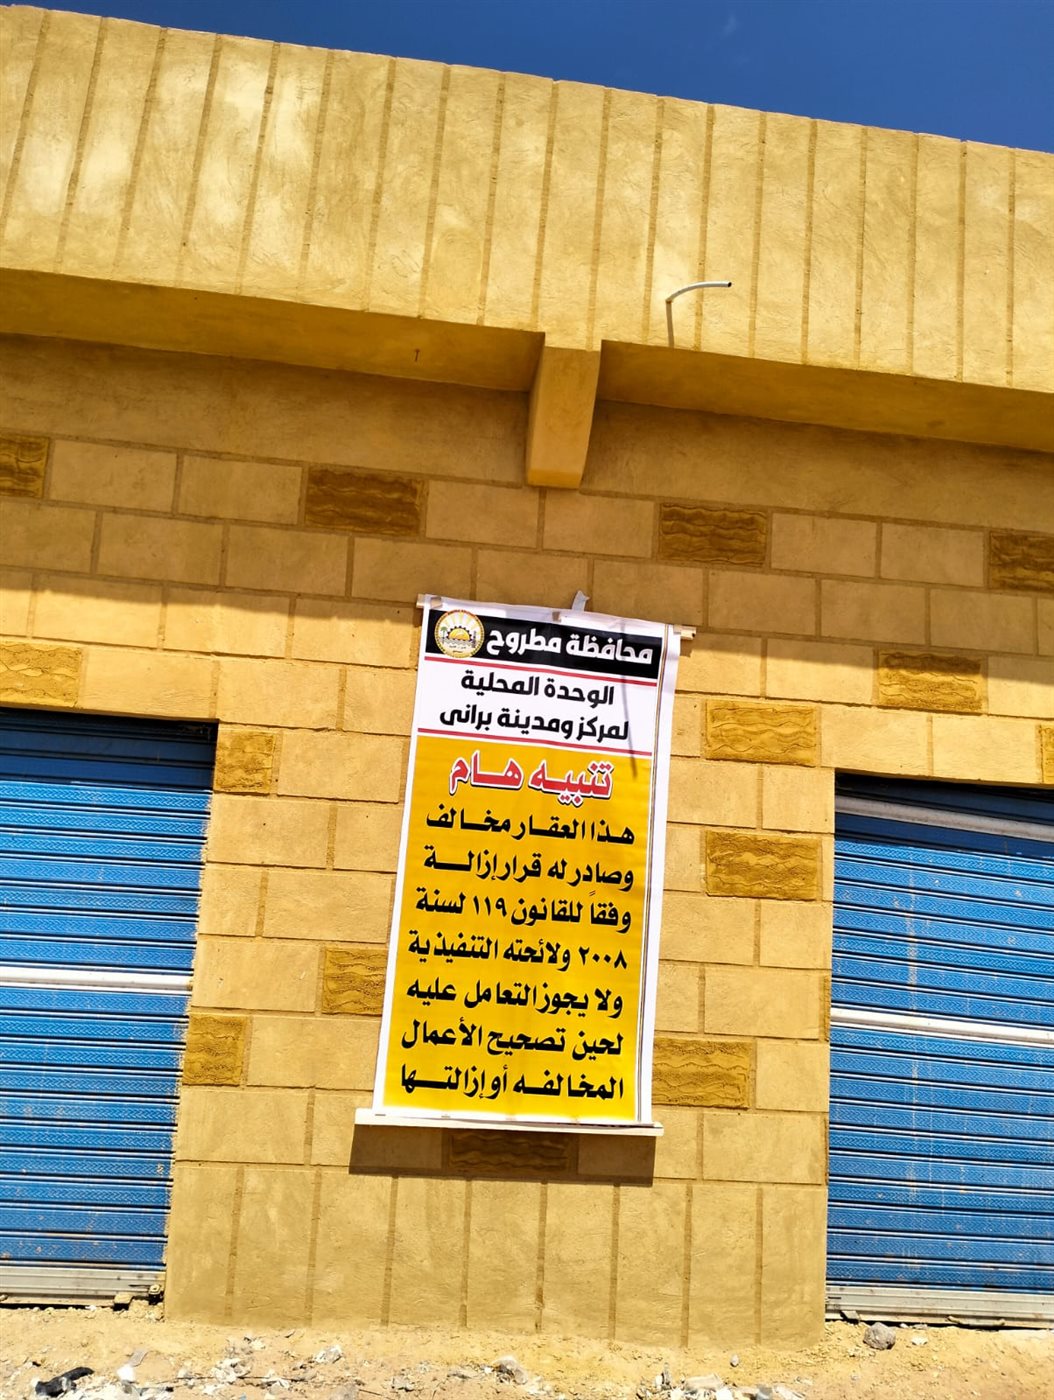 محافظة مطروح
الوحدة المحلية
لمركز ومدينة برانى
تنبيه هام
هذا العقار مخالف
وصادر له قرار إزالة
وفقاً للقانون ١١٩ لسنة
٢٠٠٨ ولائحته التنفيذية
ولا يجوز التعامل عليه
لحين تصحيح الأعمال
المخالفه أو إزالتها